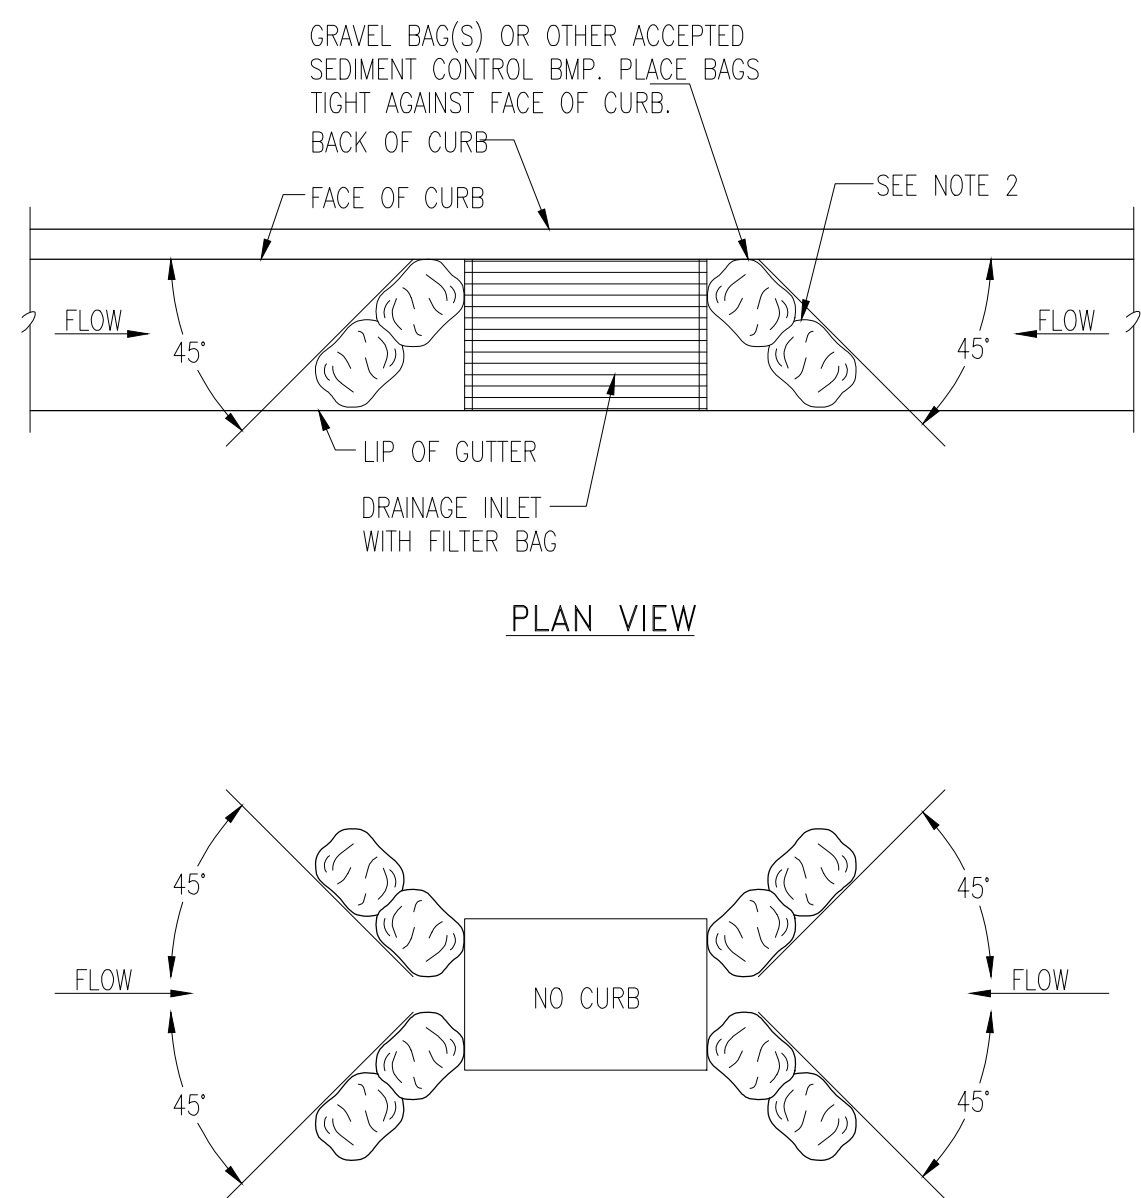 GRAVEL BAG(S) OR OTHER ACCEPTED
SEDIMENT CONTROL BMP. PLACE BAGS
TIGHT AGAINST FACE OF CURB.
BACK OF CURB
FACE OF CURB
SEE NOTE 2
FLOW
45°
FLOW
45°
LIP OF GUTTER
DRAINAGE INLET
WITH FILTER BAG
PLAN VIEW
45°
45°
FLOW
NO CURB
FLOW
45°
45°